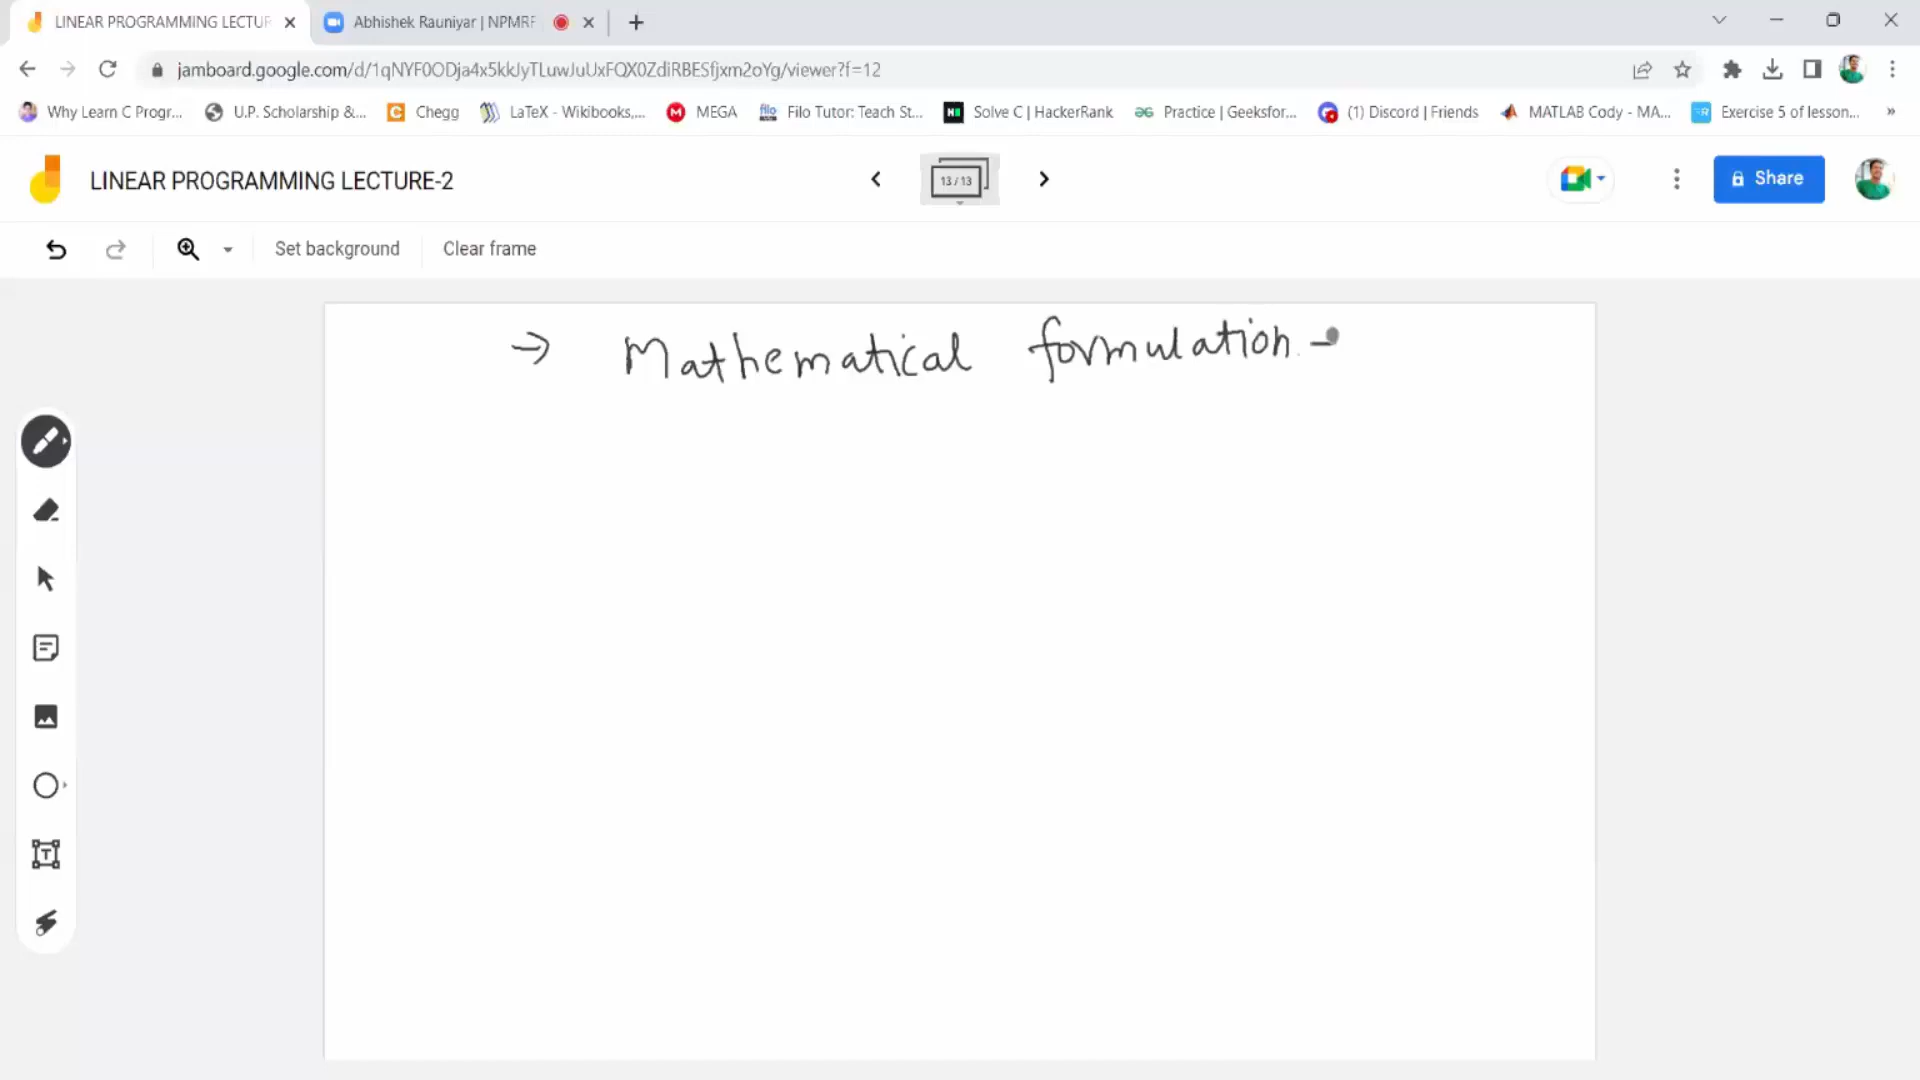 LINEAR PROGRAMMING LECTUR
Abhishek Rauniyar | NPMRF
jamboard.google.com/d/1qNYF0ODja4x5kkJyTLuwJuUxFQX0ZdiRBESfjxm2oYg/viewer?f=12
Why Learn C Progr... U.P. Scholarship &... Chegg LaTeX - Wikibooks,... MEGA filo Filo Tutor: Teach St... Solve C | HackerRank Practice | Geeksfor... (1) Discord | Friends MATLAB Cody - MA... Exercise 5 of lesson... »
LINEAR PROGRAMMING LECTURE-2
13 / 13
Share
Set background Clear frame
→ Mathematical formulation -